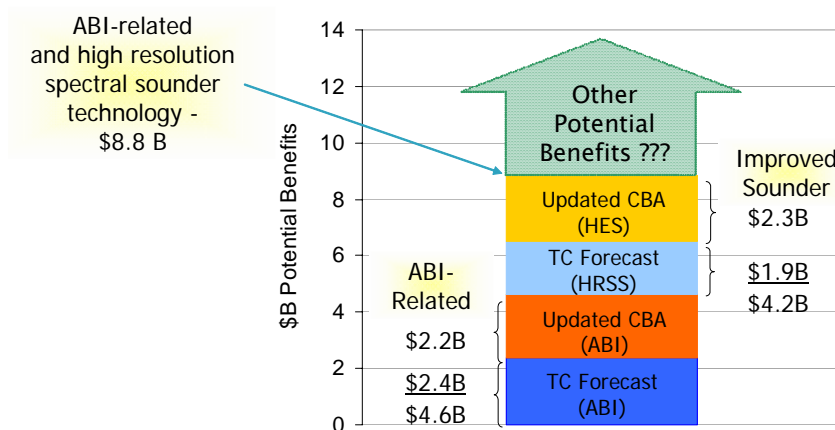 ABI-related
and high resolution
spectral sounder
technology -
$8.8 B
$B Potential Benefits
14
12
10
8
6
4
2
0
Other
Potential
Benefits ???
Updated CBA
(HES)
TC Forecast
(HRSS)
Updated CBA
(ABI)
TC Forecast
(ABI)
ABI-
Related
$2.2B
$2.4B
$4.6B
Improved
Sounder
$2.3B
$1.9B
$4.2B